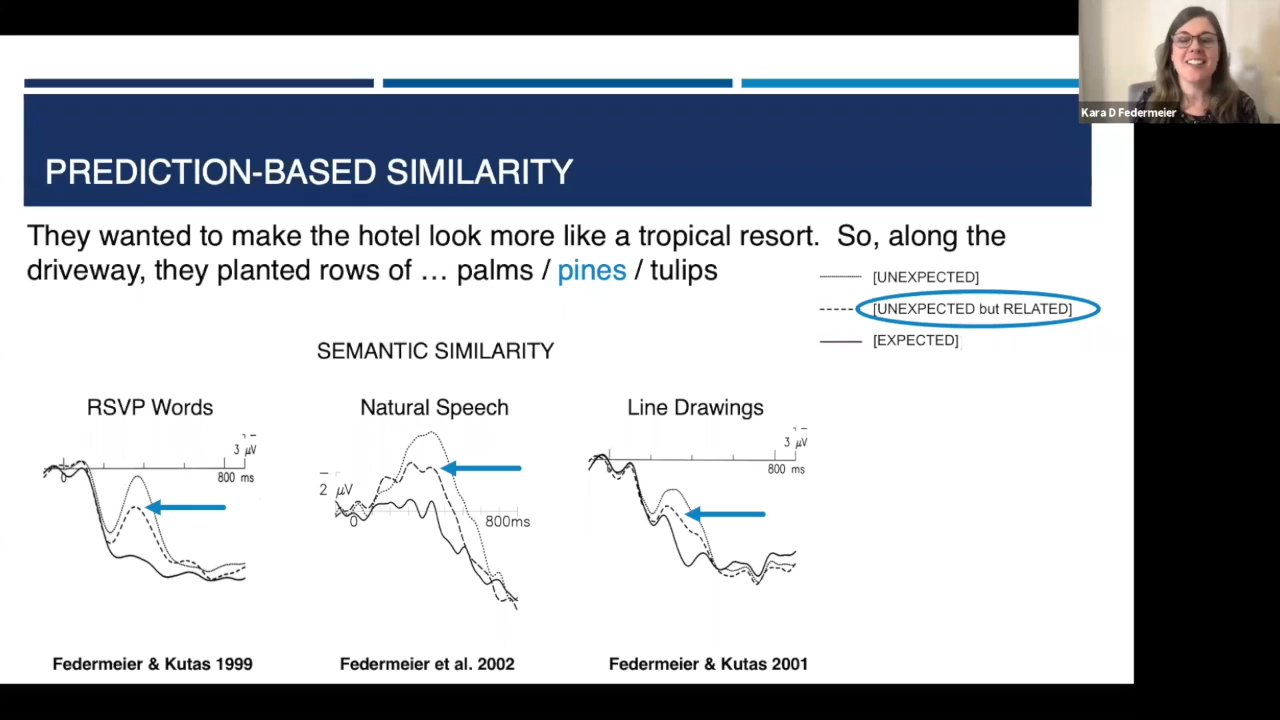 Kara D Federmeier
PREDICTION-BASED SIMILARITY
They wanted to make the hotel look more like a tropical resort. So, along the
driveway, they planted rows of … palms / pines / tulips
[UNEXPECTED]
[UNEXPECTED but RELATED]
[EXPECTED]
SEMANTIC SIMILARITY
RSVP Words
Natural Speech
Line Drawings
3 µV
0
800 ms
2 µV
0
800ms
3 µV
800 ms
Federmeier & Kutas 1999
Federmeier et al. 2002
Federmeier & Kutas 2001